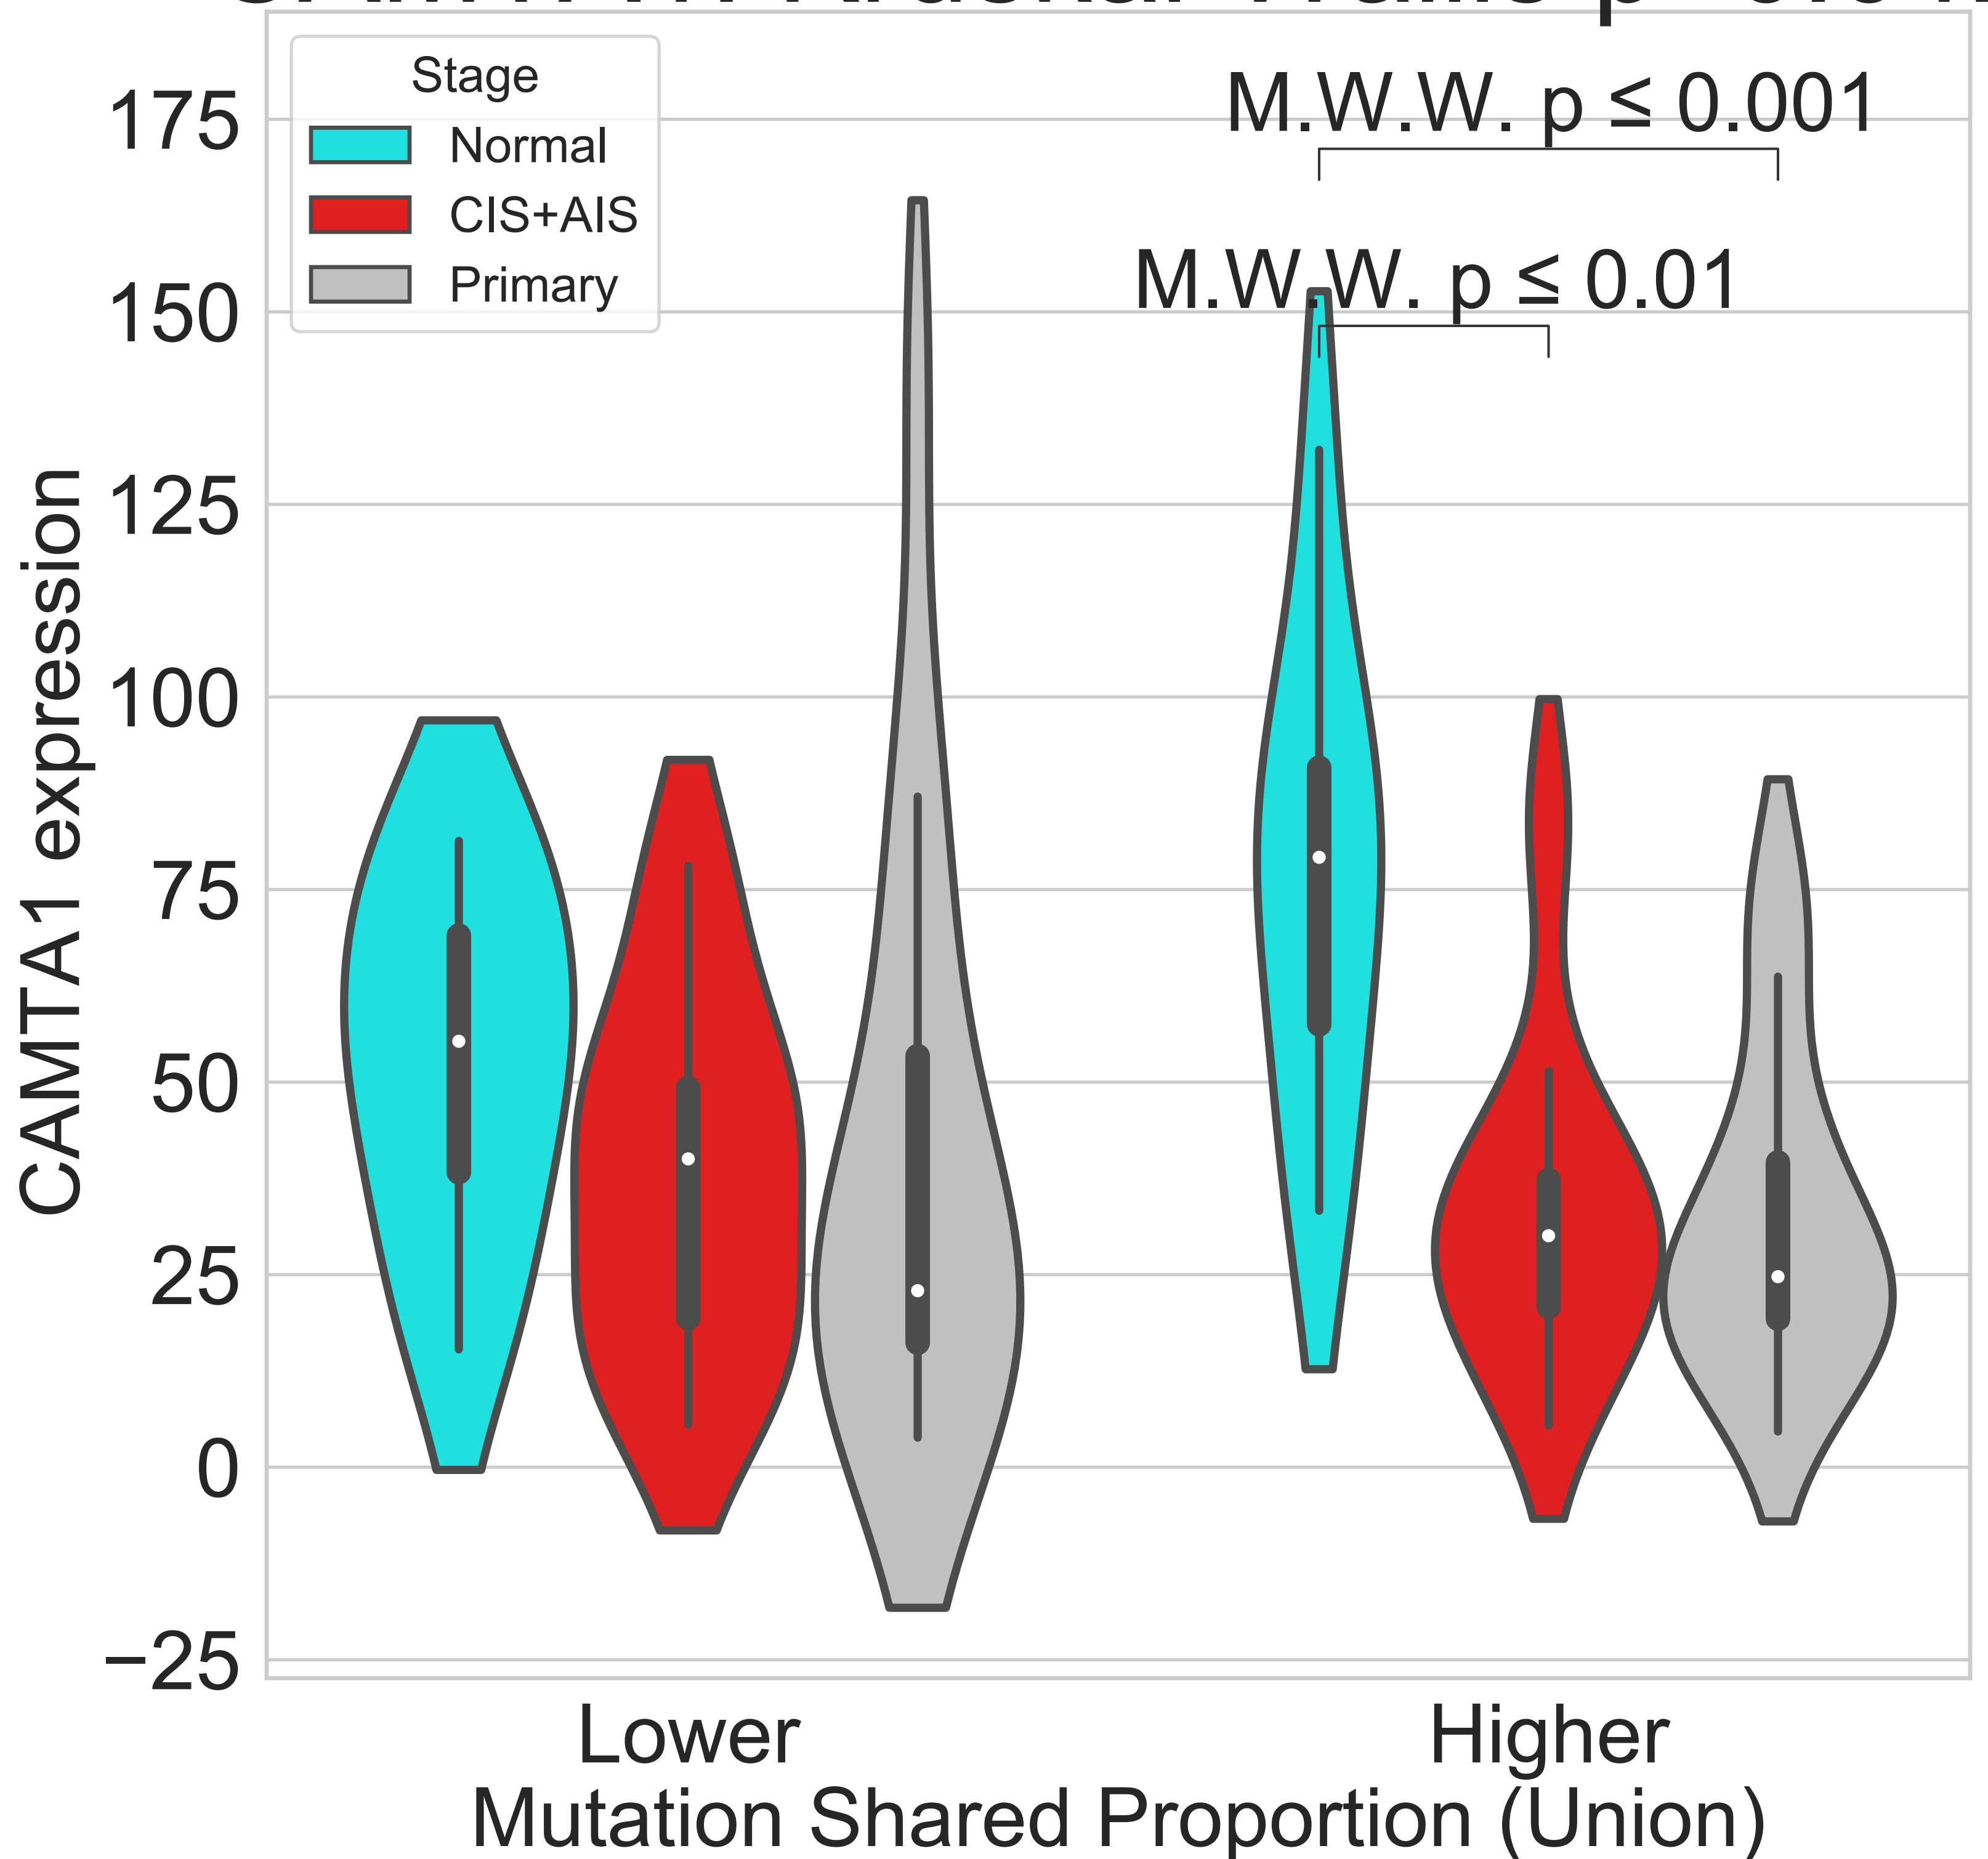 Stage
Normal
CIS+AIS
Primary
M.W.W. p ≤ 0.001
M.W.W. p ≤ 0.01
175
150
125
100
75
50
25
0
−25
CAMTA1 expression
Lower
Higher
Mutation Shared Proportion (Union)